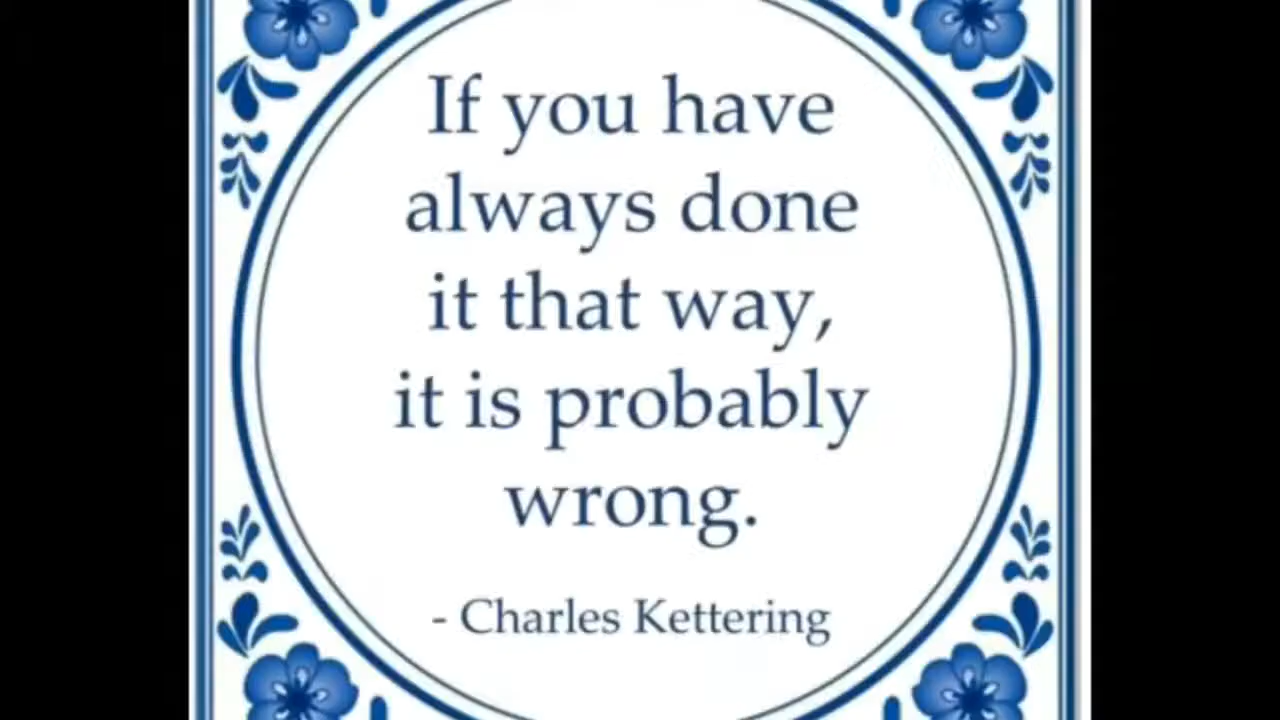 If you have
always done
it that way,
it is probably
wrong.
- Charles Kettering